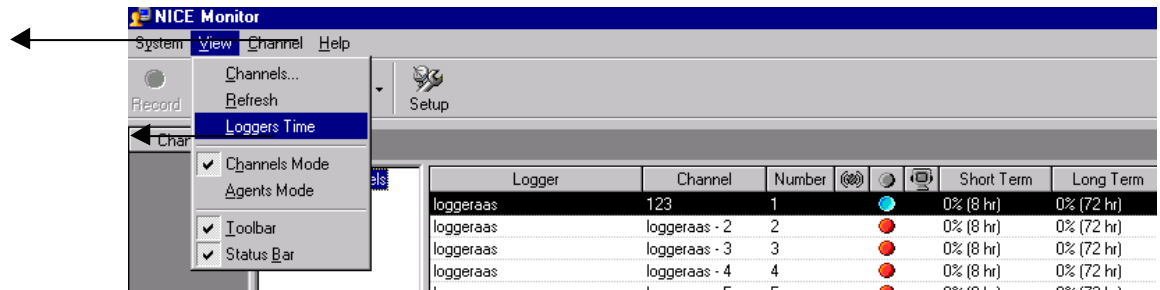 NICE Monitor
System View Channel Help
Channels...
Refresh
Loggers Time
Channels Mode
Agents Mode
Toolbar
Status Bar
Record
Setup
Logger Channel Number Short Term Long Term
loggeraas 123 1 0% (8 hr) 0% (72 hr)
loggeraas loggeraas - 2 2 0% (8 hr) 0% (72 hr)
loggeraas loggeraas - 3 3 0% (8 hr) 0% (72 hr)
loggeraas loggeraas - 4 4 0% (8 hr) 0% (72 hr)